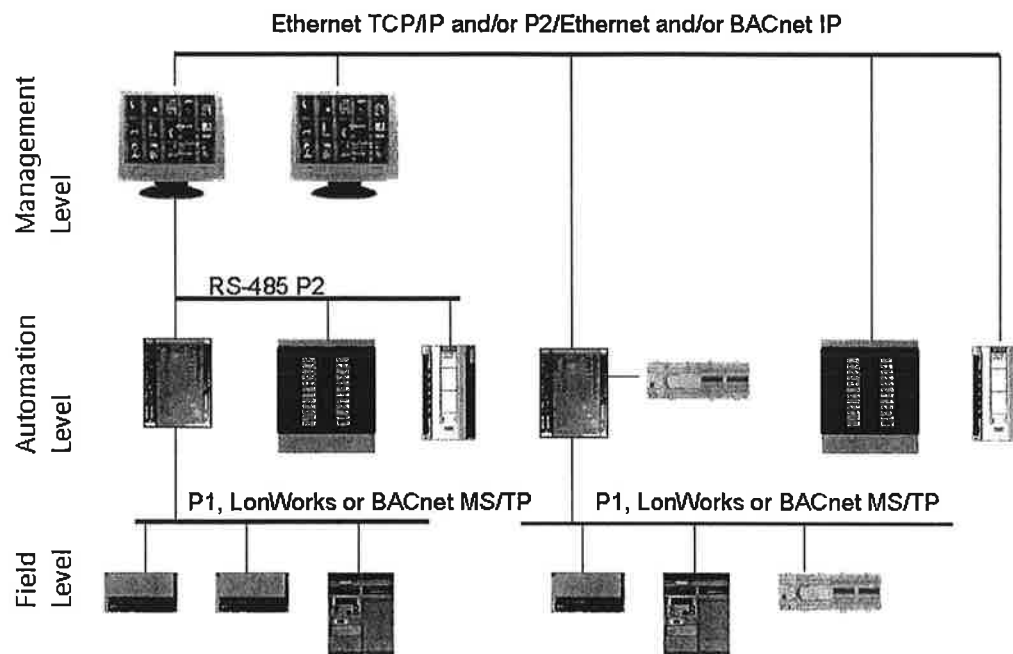 Ethernet TCP/IP and/or P2/Ethernet and/or BACnet IP
Management
Level
RS-485 P2
Automation
Level
P1, LonWorks or BACnet MS/TP
P1, LonWorks or BACnet MS/TP
Field
Level